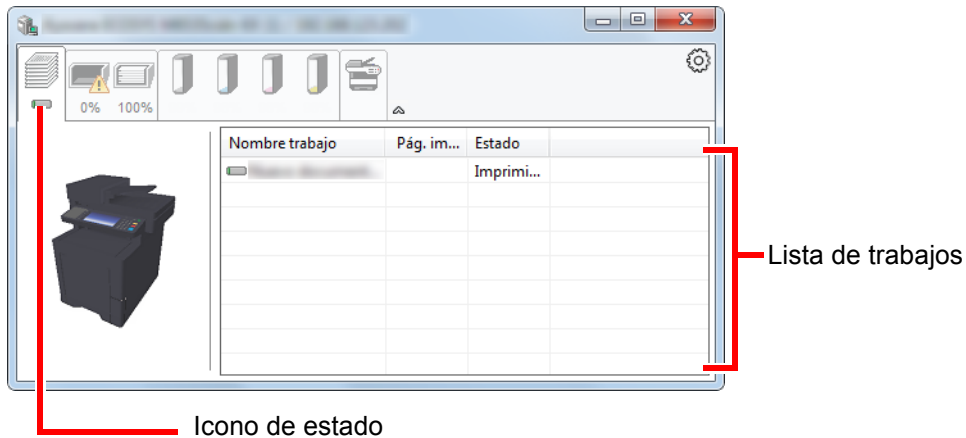 0% 100%
Nombre trabajo Pág. im... Estado
Imprimi...
Lista de trabajos
Icono de estado